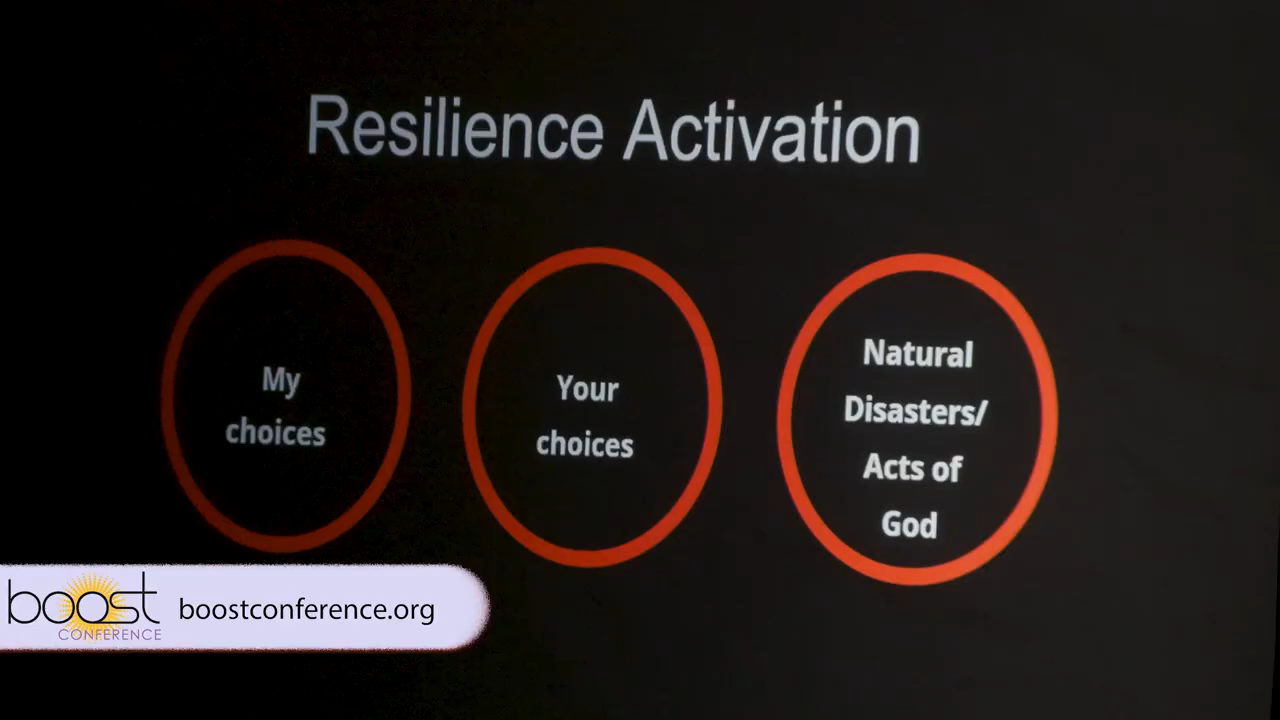 Resilience Activation
My
choices
Your
choices
Natural
Disasters/
Acts of
God
boost
CONFERENCE
boostconference.org